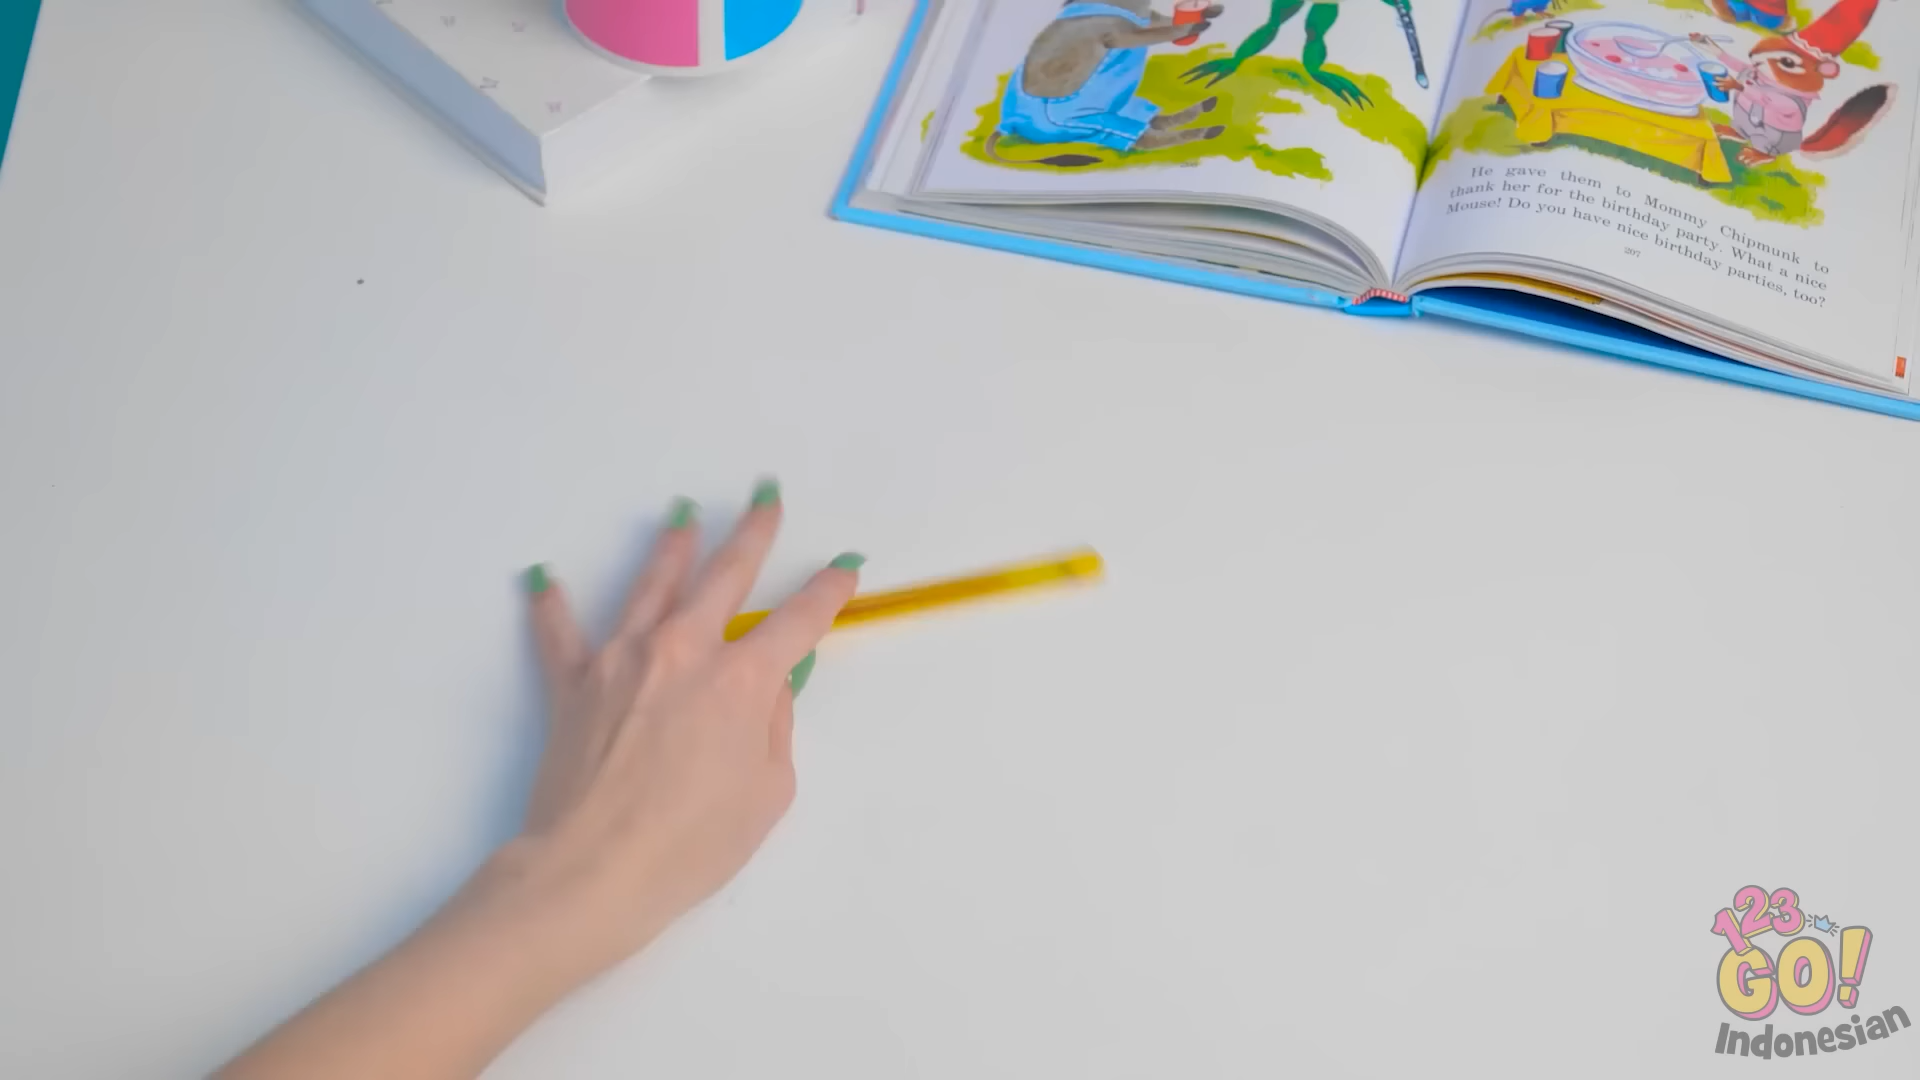 He gave them to Mommy Chipmunk to
thank her for the birthday party. What a nice
Mouse! Do you have nice birthday parties, too?
207
123
GO!
Indonesian